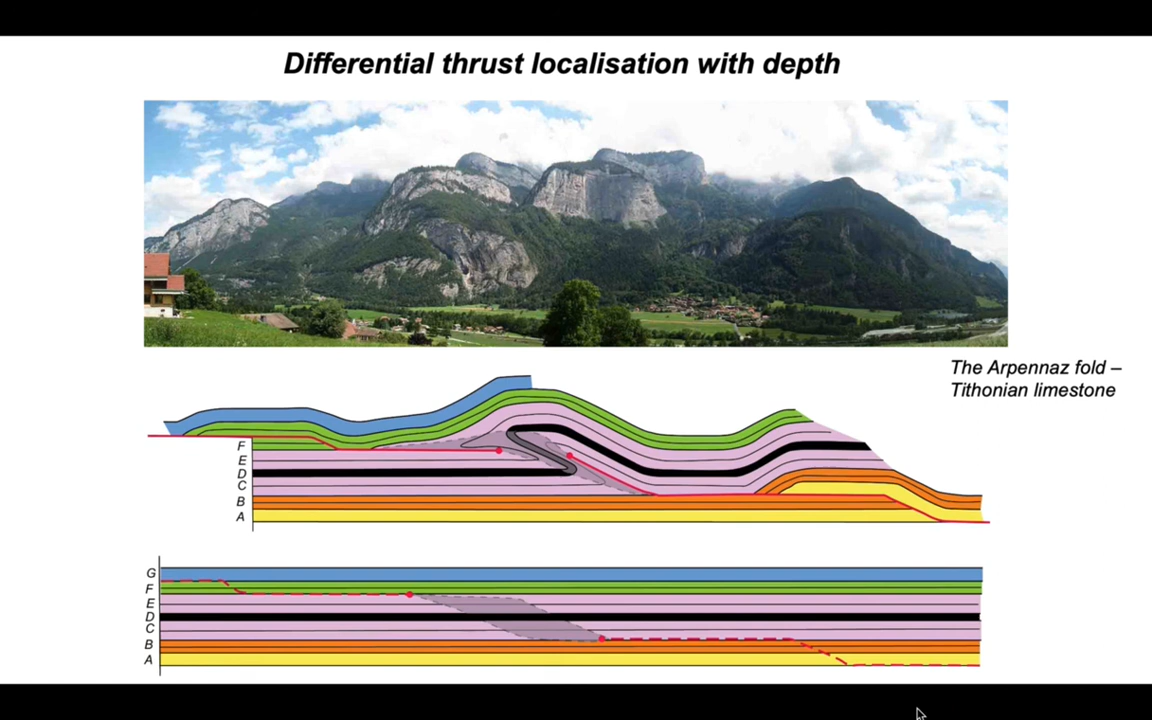 Differential thrust localisation with depth
The Arpennaz fold –
Tithonian limestone
F
E
D
C
B
A
G
F
E
D
C
B
A